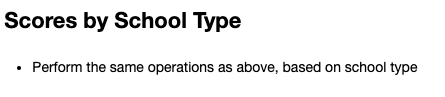 Scores by School Type
• Perform the same operations as above, based on school type